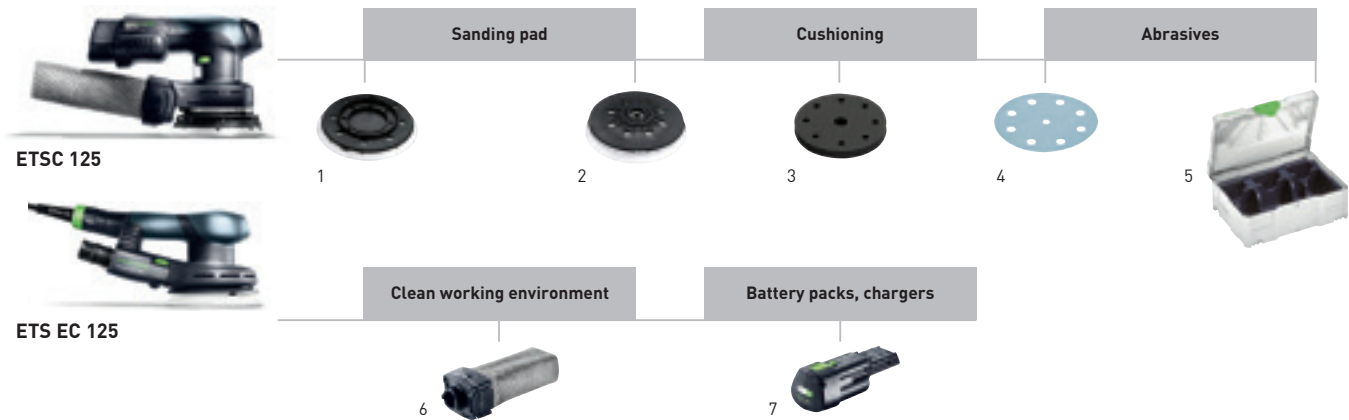 Sanding pad
Cushioning
Abrasives
ETSC 125
1
2
3
4
5
Clean working environment
Battery packs, chargers
ETS EC 125
6
7